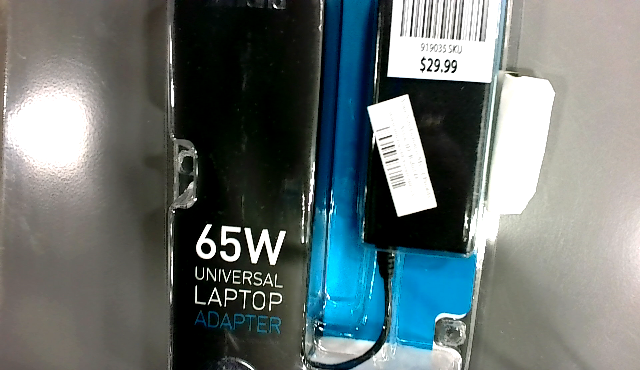 919035 SKU
$29.99
65W
UNIVERSAL
LAPTOP
ADAPTER